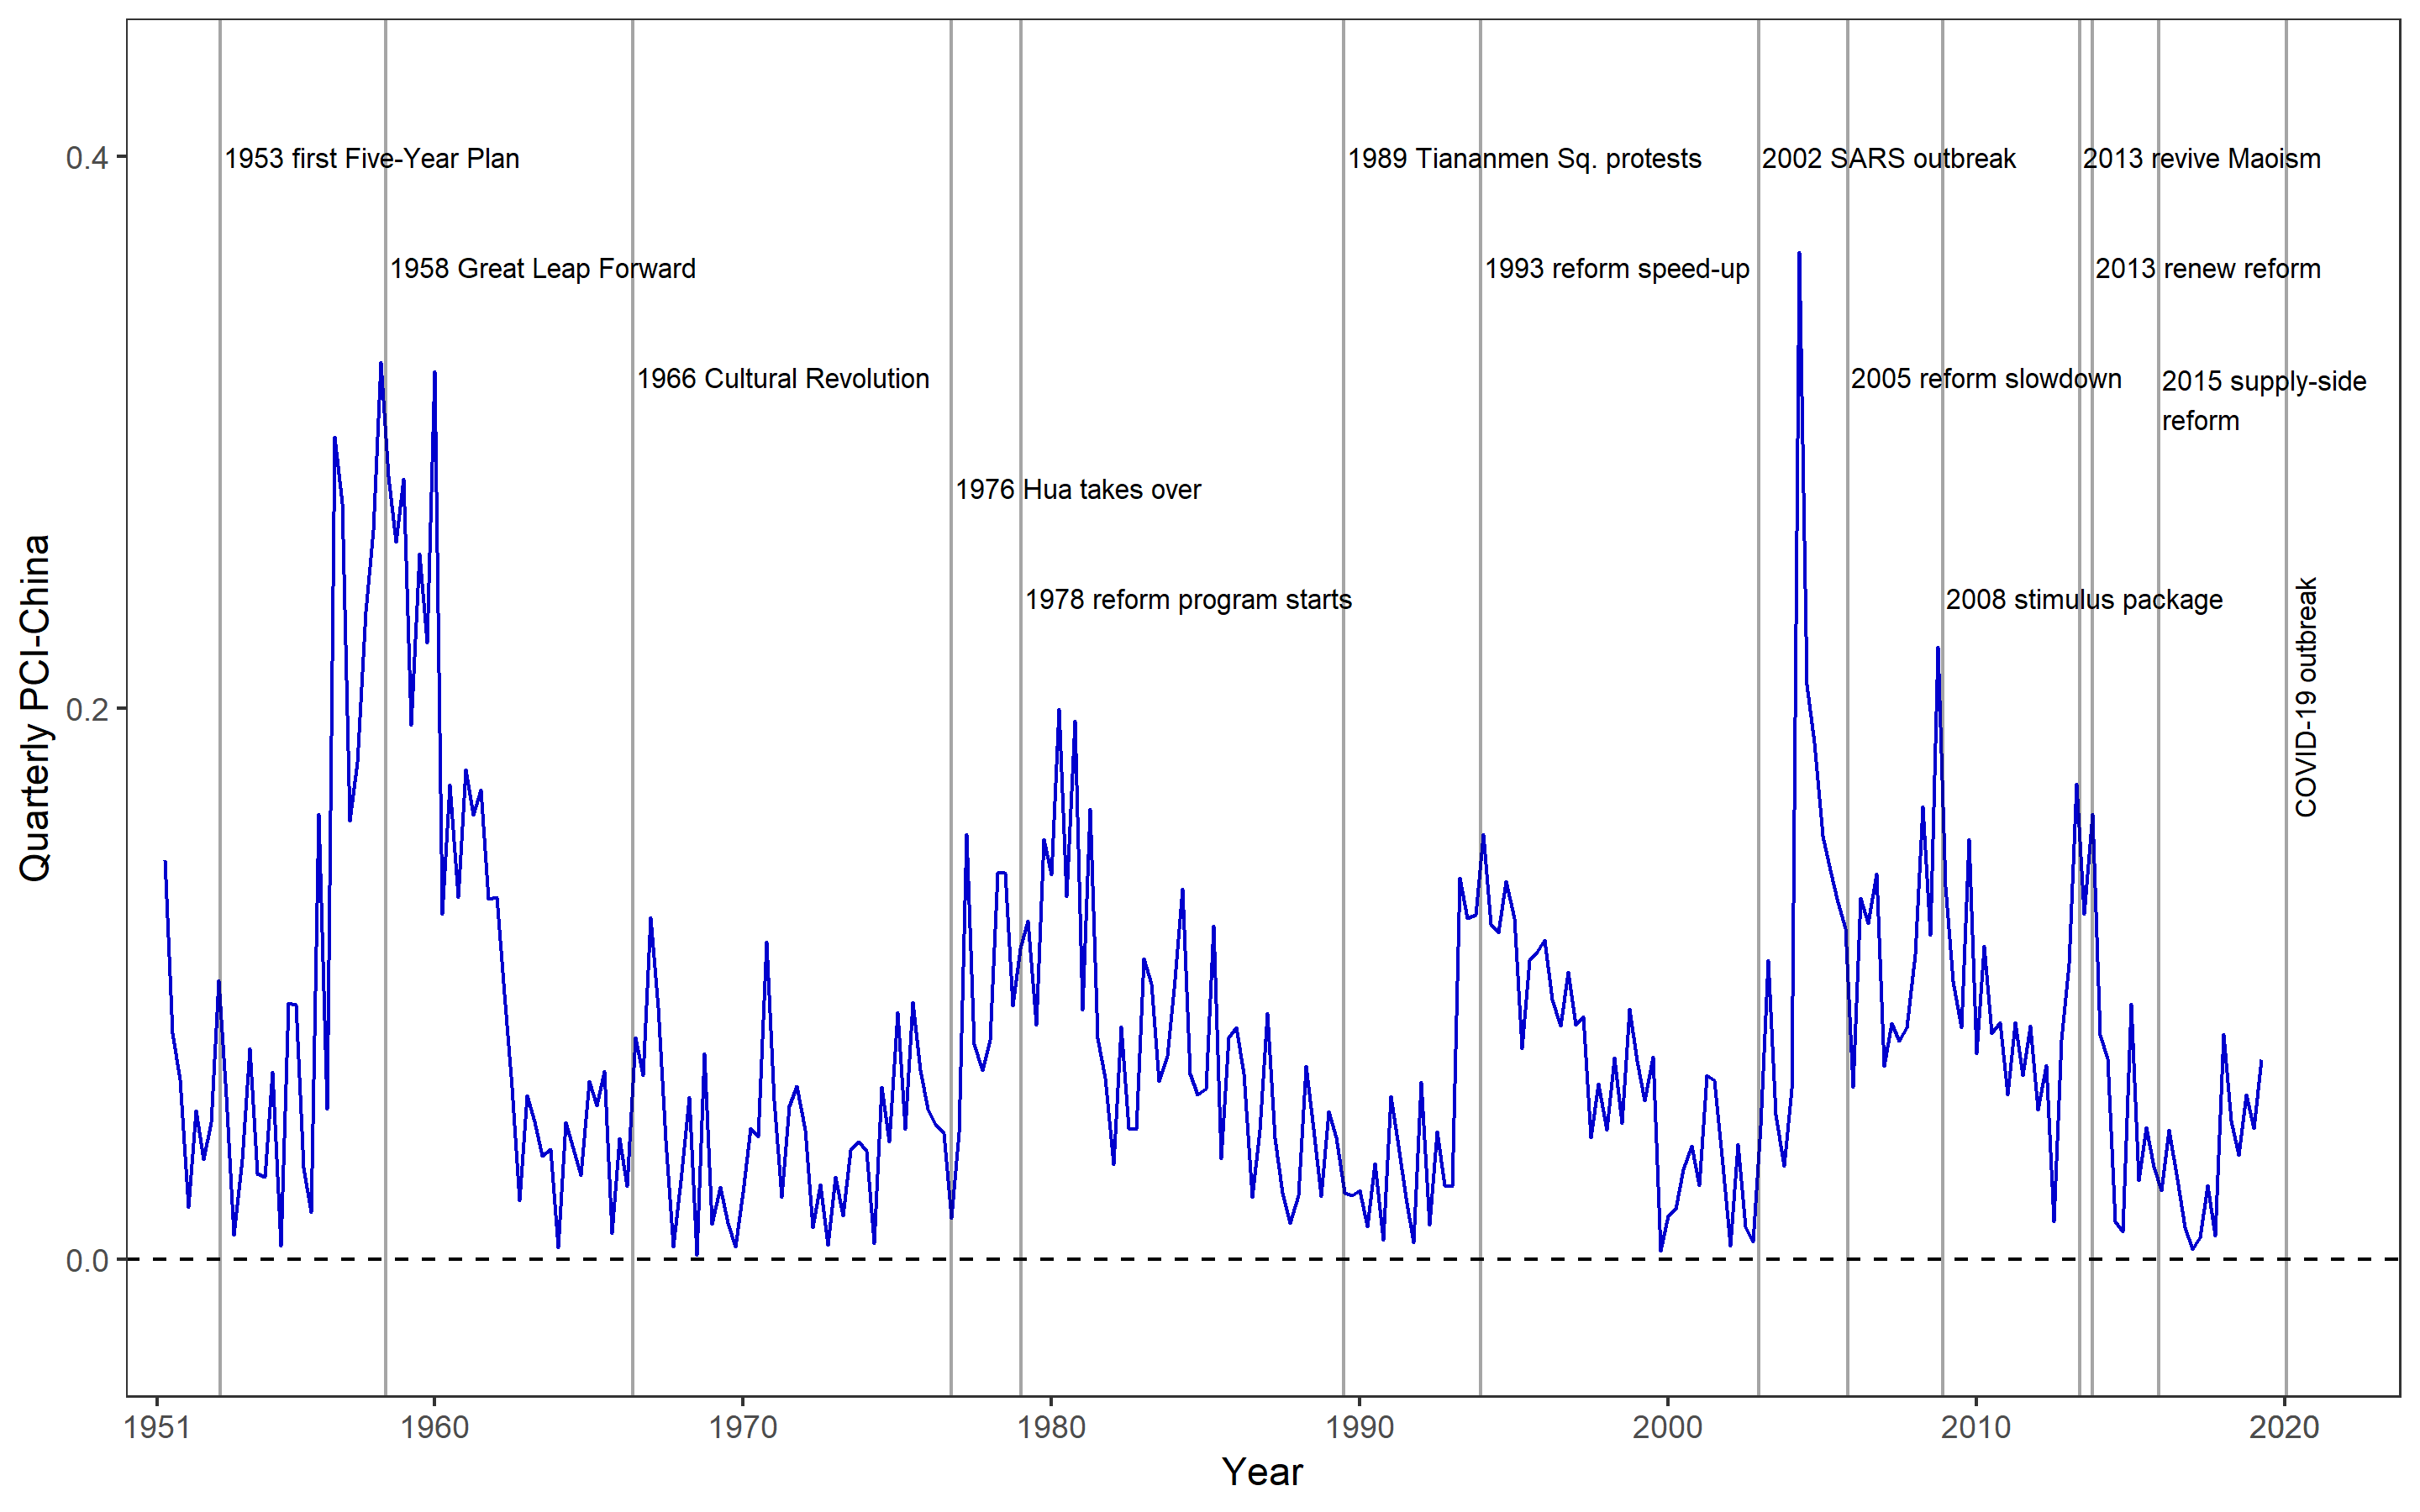 0.4
0.2
0.0
Quarterly PCI-China
1953 first Five-Year Plan
1989 Tiananmen Sq. protests
2002 SARS outbreak
2013 revive Maoism
1958 Great Leap Forward
1993 reform speed-up
2013 renew reform
1966 Cultural Revolution
2005 reform slowdown
2015 supply-side
reform
1976 Hua takes over
1978 reform program starts
2008 stimulus package
COVID-19 outbreak
1951
1960
1970
1980
1990
2000
2010
2020
Year